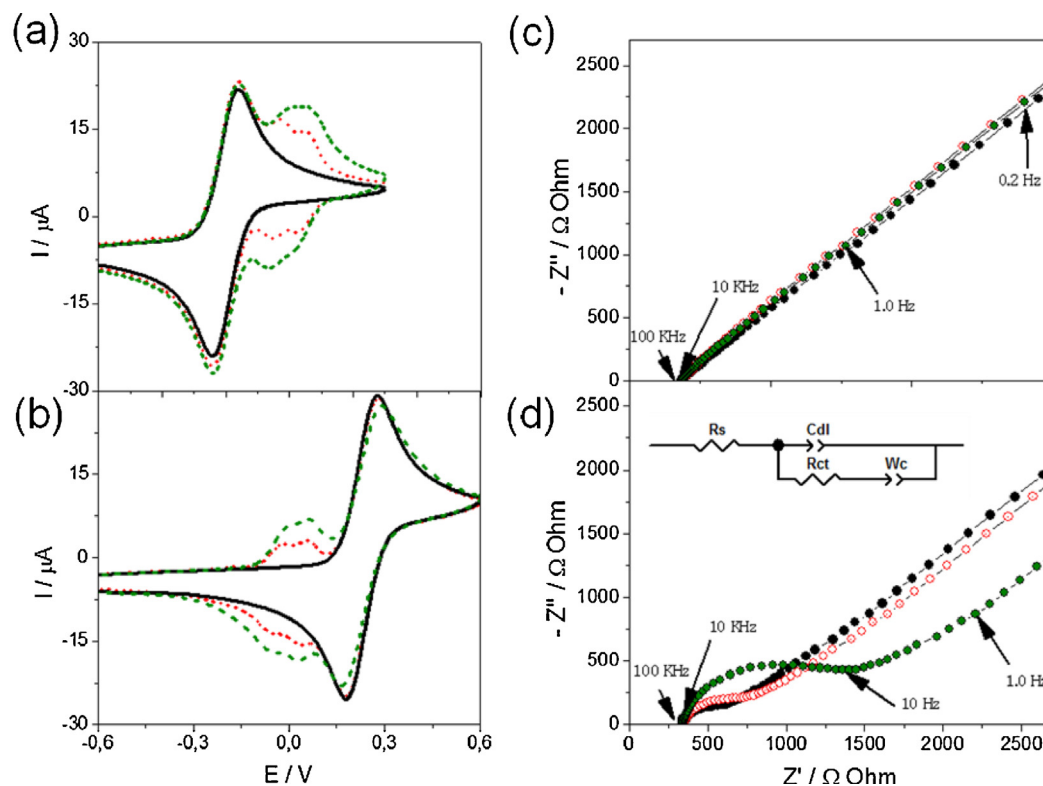 (a)
30
15
0
-15
-30
I / μA
(b)
15
0
-15
-30
I / μA
-0,6
-0,3
0,0
0,3
0,6
E / V
(c)
2500
2000
1500
1000
500
0
- Z" / Ω Ohm
100 KHz
10 KHz
1.0 Hz
0.2 Hz
(d)
2500
2000
1500
1000
500
0
- Z" / Ω Ohm
Rs
Cdl
Rct
Wc
100 KHz
10 KHz
10 Hz
1.0 Hz
0
500
1000
1500
2000
2500
Z' / Ω Ohm